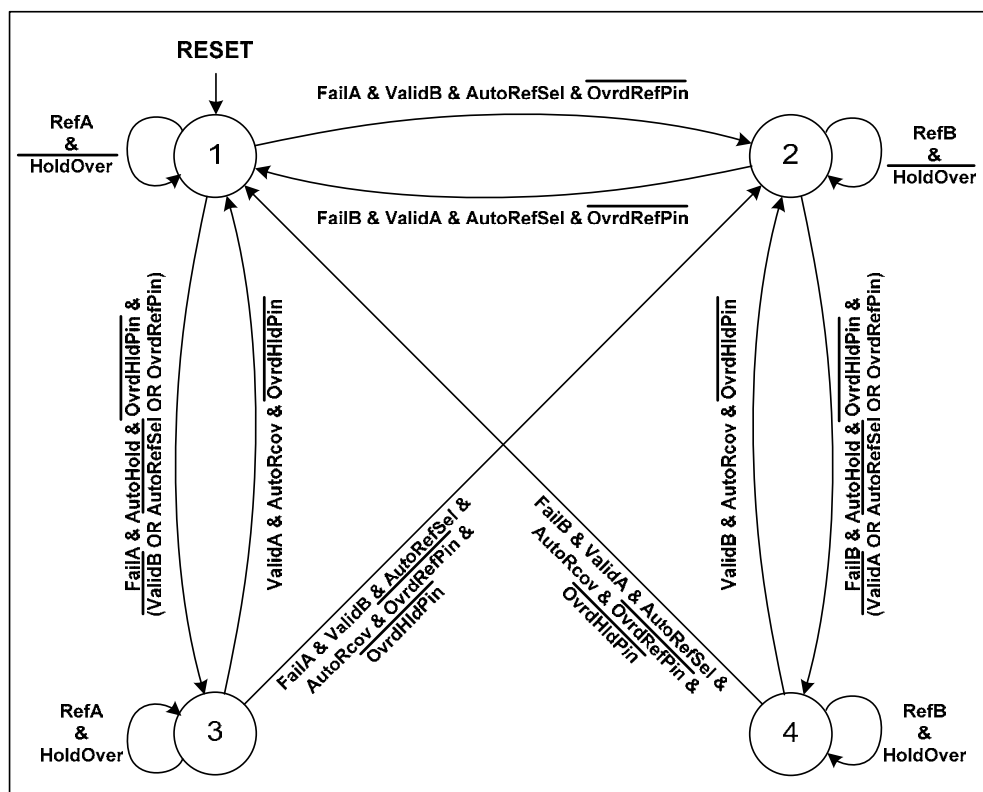 RESET
FailA & ValidB & AutoRefSel & OvrdRefPin
RefA
&
HoldOver
1
2
RefB
&
HoldOver
FailB & ValidA & AutoRefSel & OvrdRefPin
FailA & AutoHold & OvrdHldPin &
(ValidB OR AutoRefSel OR OvrdRefPin)
ValidA & AutoRcov & OvrdHldPin
ValidB & AutoRcov & OvrdHldPin
FailB & AutoHold & OvrdHldPin &
(ValidA OR AutoRefSel OR OvrdRefPin)
FailA & ValidB & AutoRefSel &
AutoRcov & OvrdRefPin &
OvrdHldPin
FailB & ValidA & AutoRefSel &
AutoRcov & OvrdRefPin &
OvrdHldPin
RefA
&
HoldOver
3
4
RefB
&
HoldOver